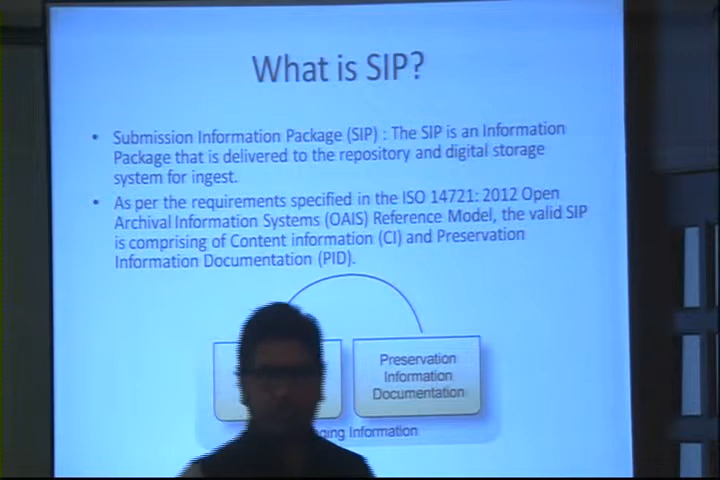 What is SIP?
• Submission Information Package (SIP) : The SIP is an Information
Package that is delivered to the repository and digital storage
system for ingest.
• As per the requirements specified in the ISO 14721: 2012 Open
Archival Information Systems (OAIS) Reference Model, the valid SIP
is comprising of Content information (CI) and Preservation
Information Documentation (PID).
Preservation
Information
Documentation
Information